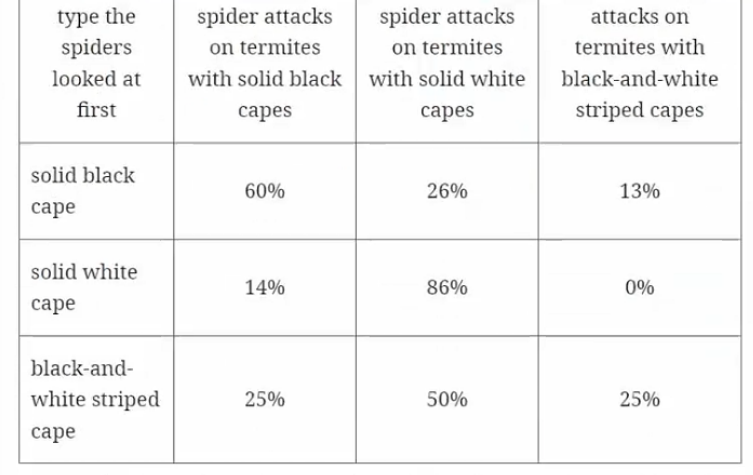 type the
spiders
looked at
first
spider attacks
on termites
with solid black
capes
spider attacks
on termites
with solid white
capes
attacks on
termites with
black-and-white
striped capes
solid black
cape
60%
26%
13%
solid white
cape
14%
86%
0%
black-and-
white striped
cape
25%
50%
25%